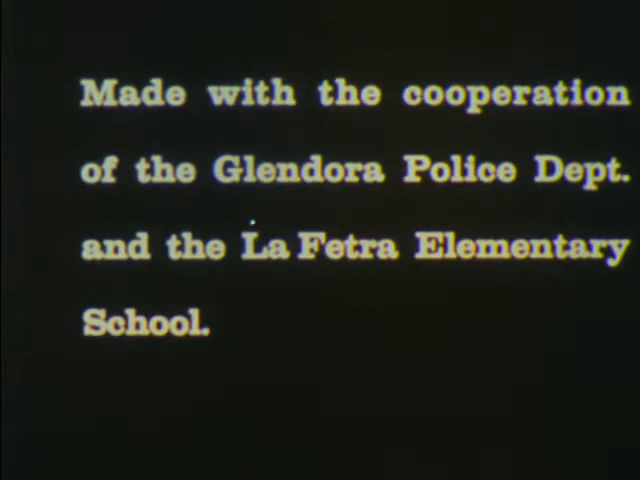 Made with the cooperation
of the Glendora Police Dept.
and the La Fetra Elementary
School.